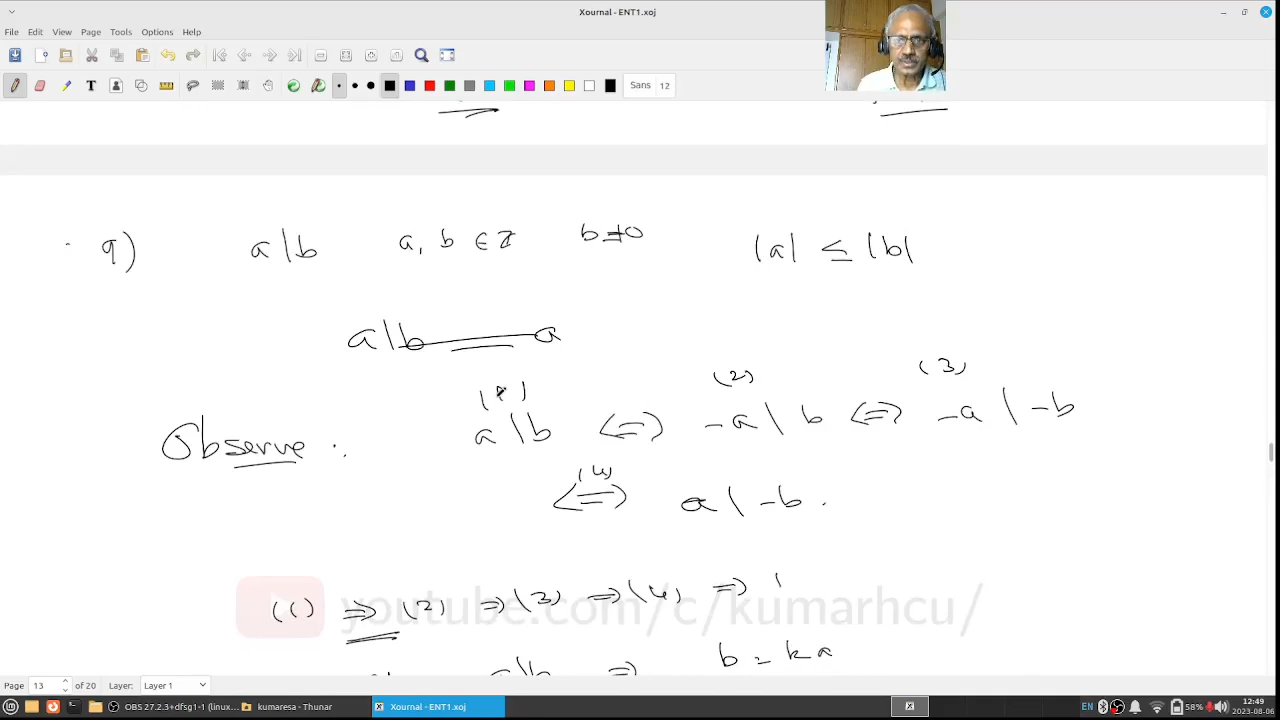 Xournal - ENT1.xoj
File Edit View Page Tools Options Help
T
Sans 12
9) a | b a, b ∈ Z b ≠ 0 |a| ≤ |b|
a | b a
(1) (2) (3)
Observe : a | b ⇔ -a | b ⇔ -a | -b
(4)
⇔ a | -b .
(1) ⇒ (2) ⇒ (3) ⇒ (4) ⇒ (
youtube.com/c/kumarhcu/
a | b ⇒ b = ka
Page 13 of 20 Layer: Layer 1
OBS 27.2.3+dfsg1-1 (linux... kumaresa - Thunar Xournal - ENT1.xoj EN 58% 12:49
2023-08-06